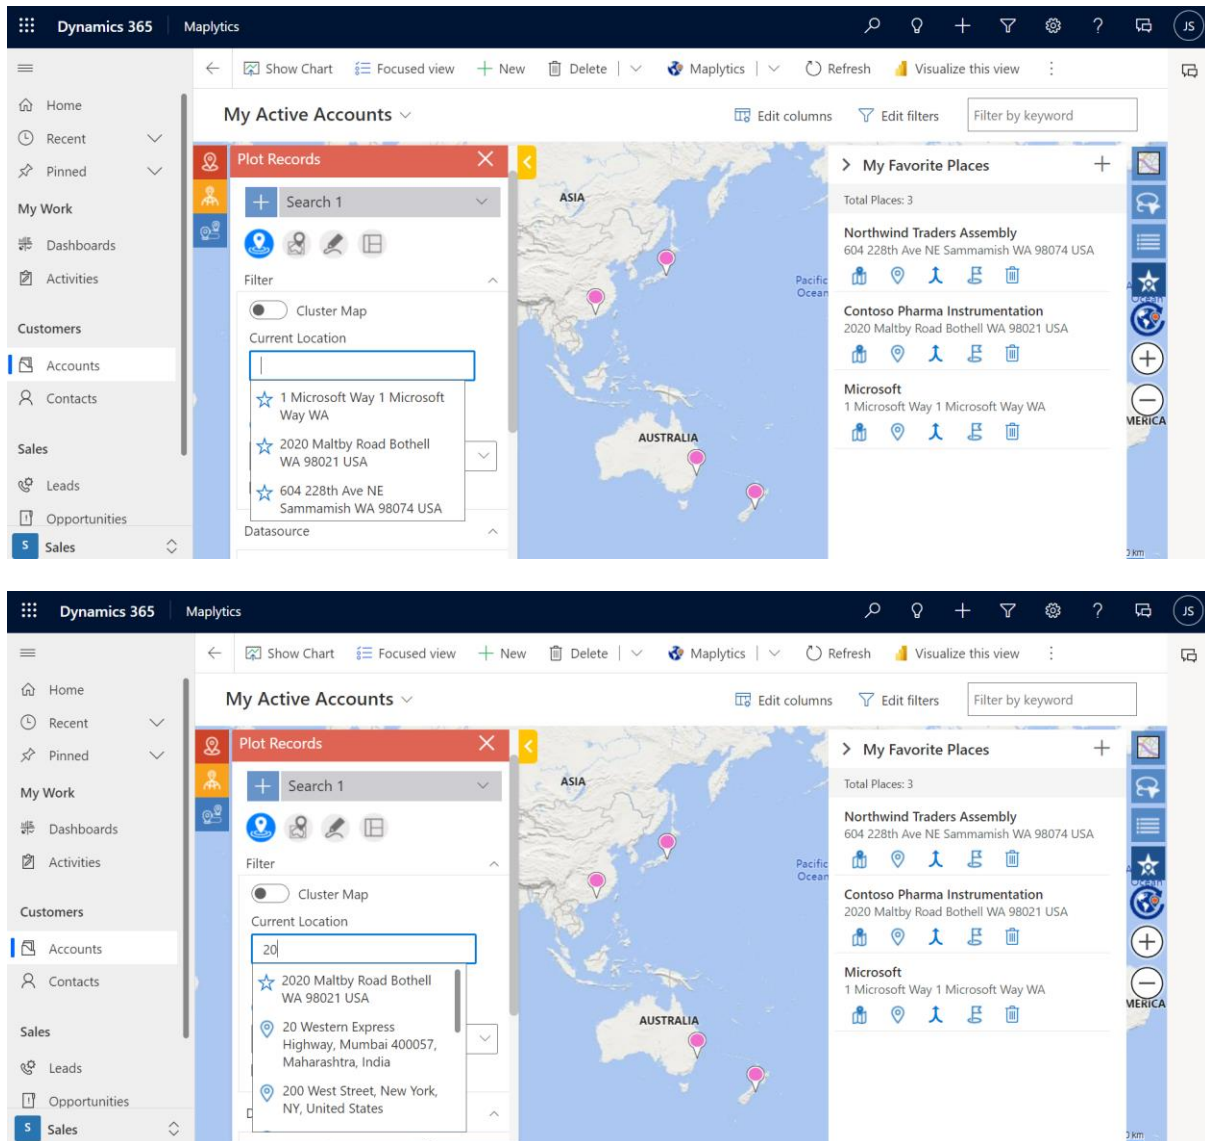 Dynamics 365 Maplytics JS
Show Chart Focused view New Delete Maplytics Refresh Visualize this view
Home
Recent
Pinned
My Work
Dashboards
Activities
Customers
Accounts
Contacts
Sales
Leads
Opportunities
S Sales
My Active Accounts
Edit columns Edit filters Filter by keyword
Plot Records
Search 1
Filter
Cluster Map
Current Location
1 Microsoft Way 1 Microsoft
Way WA
2020 Maltby Road Bothell
WA 98021 USA
604 228th Ave NE
Sammamish WA 98074 USA
Datasource
ASIA
Pacific
Ocean
AUSTRALIA
My Favorite Places
Total Places: 3
Northwind Traders Assembly
604 228th Ave NE Sammamish WA 98074 USA
Contoso Pharma Instrumentation
2020 Maltby Road Bothell WA 98021 USA
Microsoft
1 Microsoft Way 1 Microsoft Way WA
Ocean
MERICA
km
Dynamics 365 Maplytics JS
Show Chart Focused view New Delete Maplytics Refresh Visualize this view
Home
Recent
Pinned
My Work
Dashboards
Activities
Customers
Accounts
Contacts
Sales
Leads
Opportunities
S Sales
My Active Accounts
Edit columns Edit filters Filter by keyword
Plot Records
Search 1
Filter
Cluster Map
Current Location
20
2020 Maltby Road Bothell
WA 98021 USA
20 Western Express
Highway, Mumbai 400057,
Maharashtra, India
200 West Street, New York,
NY, United States
ASIA
Pacific
Ocean
AUSTRALIA
My Favorite Places
Total Places: 3
Northwind Traders Assembly
604 228th Ave NE Sammamish WA 98074 USA
Contoso Pharma Instrumentation
2020 Maltby Road Bothell WA 98021 USA
Microsoft
1 Microsoft Way 1 Microsoft Way WA
Ocean
MERICA
km